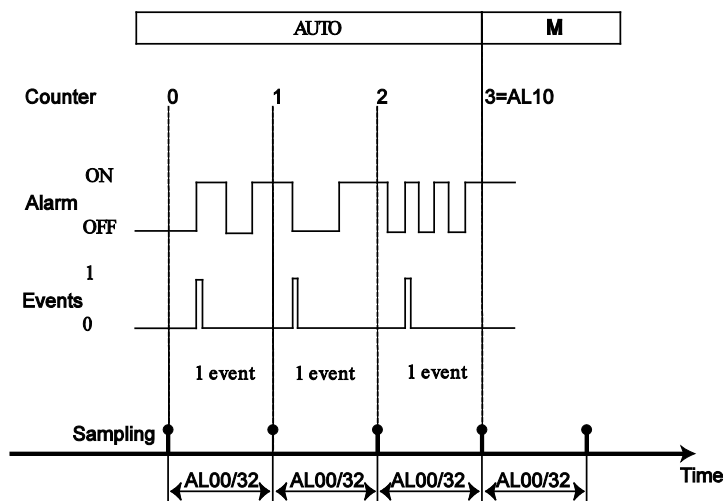 AUTO M
Counter 0 1 2 3=AL10
ON
Alarm
OFF
1
Events
0
1 event 1 event 1 event
Sampling
AL00/32 AL00/32 AL00/32 AL00/32
Time